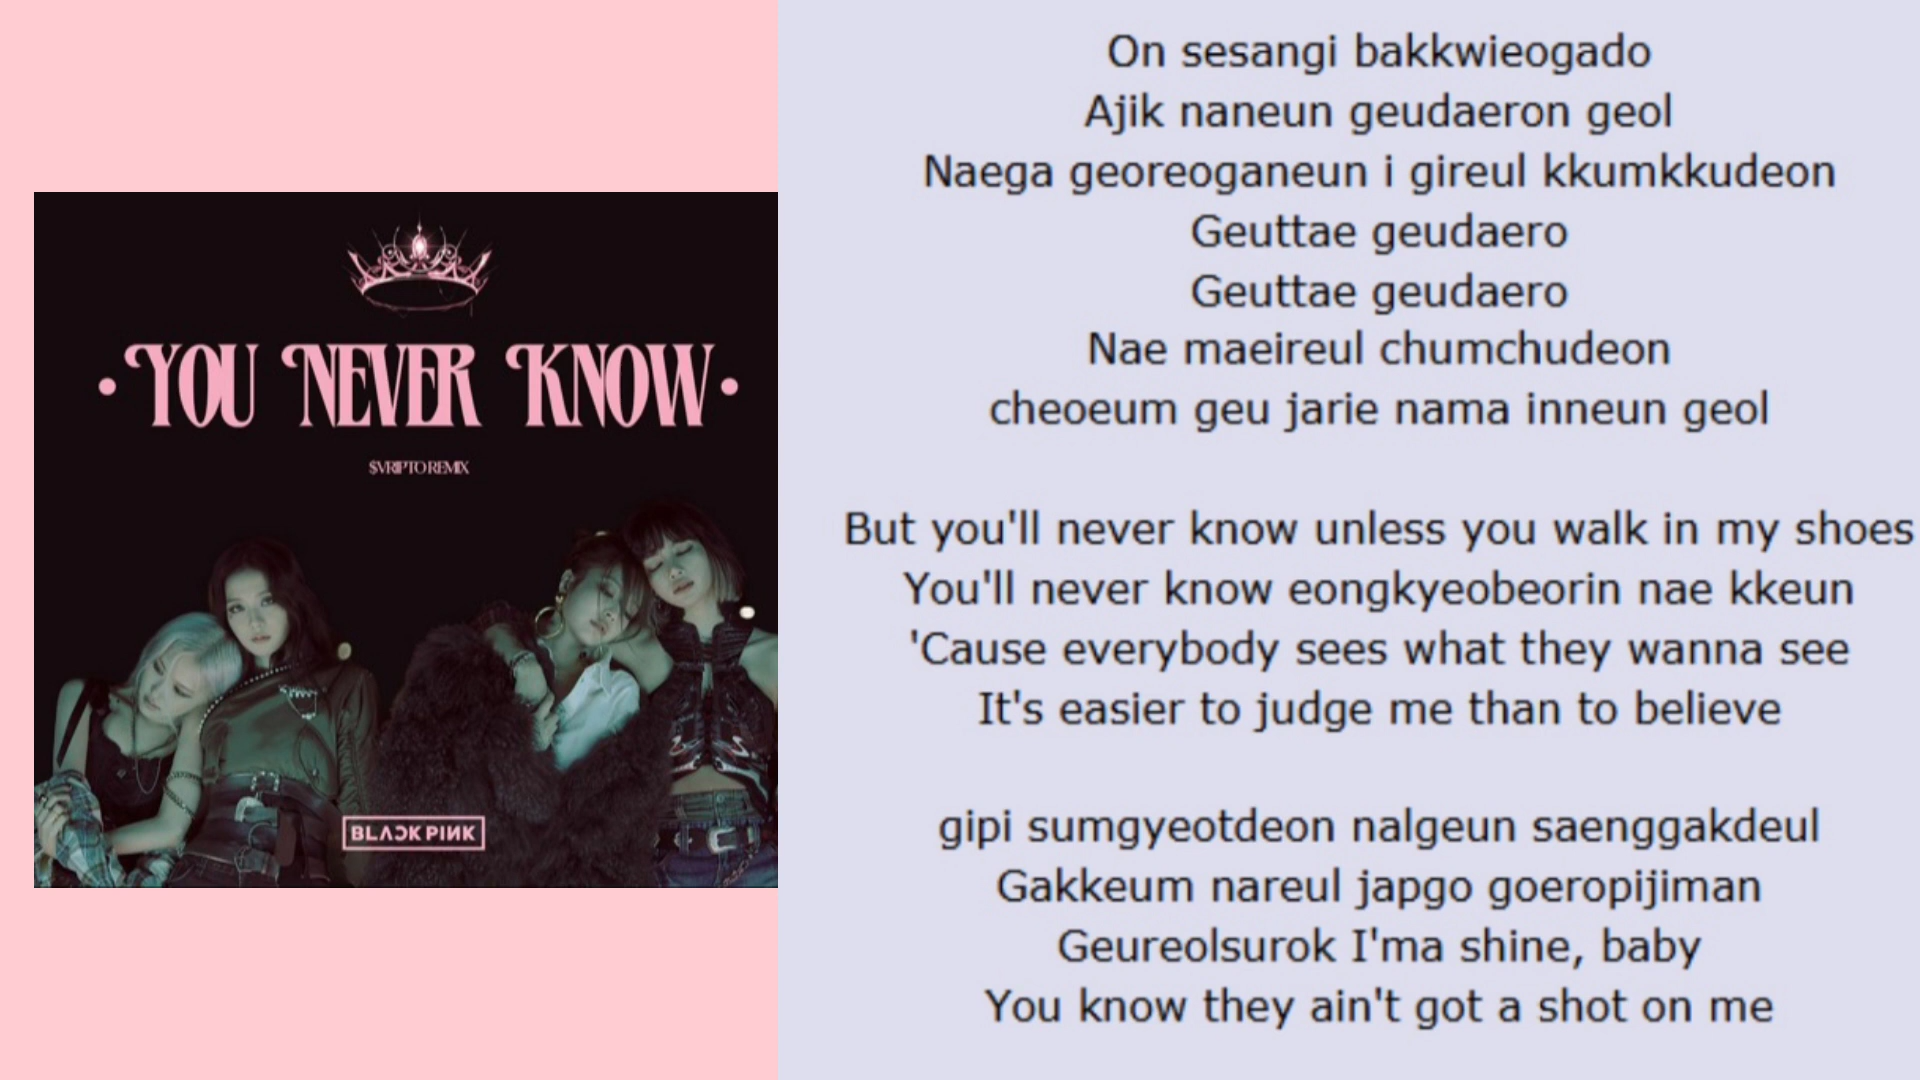 • YOU NEVER KNOW •
$VRIPTO REMIX
BLACKPINK
On sesangi bakkwieogado
Ajik naneun geudaeron geol
Naega georeoganeun i gireul kkumkkudeon
Geuttae geudaero
Geuttae geudaero
Nae maeireul chumchudeon
cheoeum geu jarie nama inneun geol
But you'll never know unless you walk in my shoes
You'll never know eongkyeobeorin nae kkeun
'Cause everybody sees what they wanna see
It's easier to judge me than to believe
gipi sumgyeotdeon nalgeun saenggakdeul
Gakkeum nareul japgo goeropijiman
Geureolsurok I'ma shine, baby
You know they ain't got a shot on me